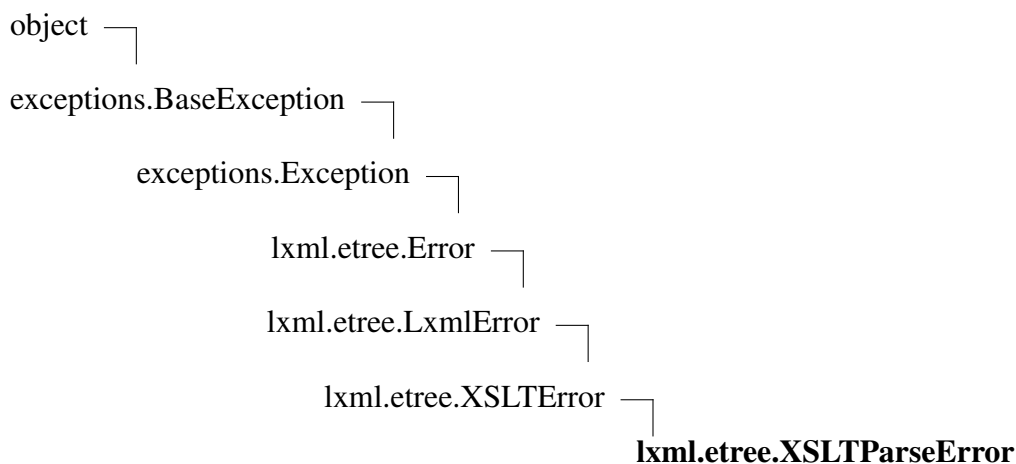 object
exceptions.BaseException
exceptions.Exception
lxml.etree.Error
lxml.etree.LxmlError
lxml.etree.XSLTError
lxml.etree.XSLTParseError